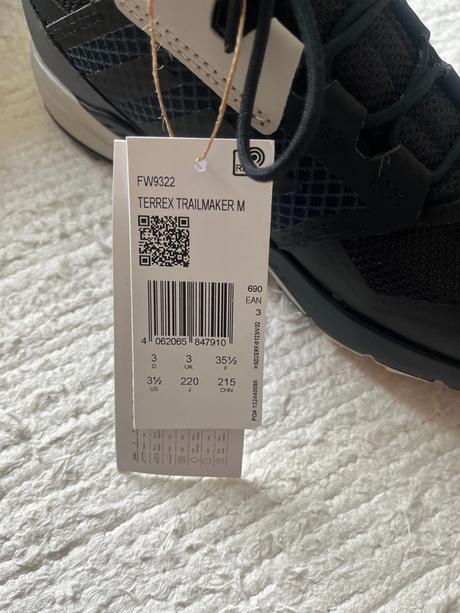 FW9322
TERREX TRAILMAKER M
690
EAN
3
4 062065 847910
3 3 35½
D UK F
3½ 220 215
US J CHN